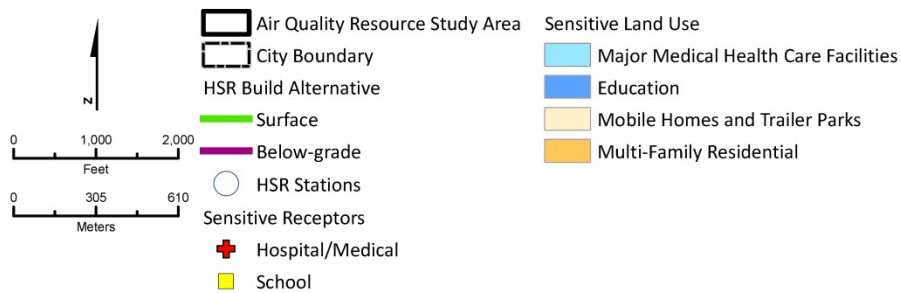 N
0 1,000 2,000
Feet
0 305 610
Meters
Air Quality Resource Study Area
City Boundary
HSR Build Alternative
Surface
Below-grade
HSR Stations
Sensitive Receptors
Hospital/Medical
School
Sensitive Land Use
Major Medical Health Care Facilities
Education
Mobile Homes and Trailer Parks
Multi-Family Residential